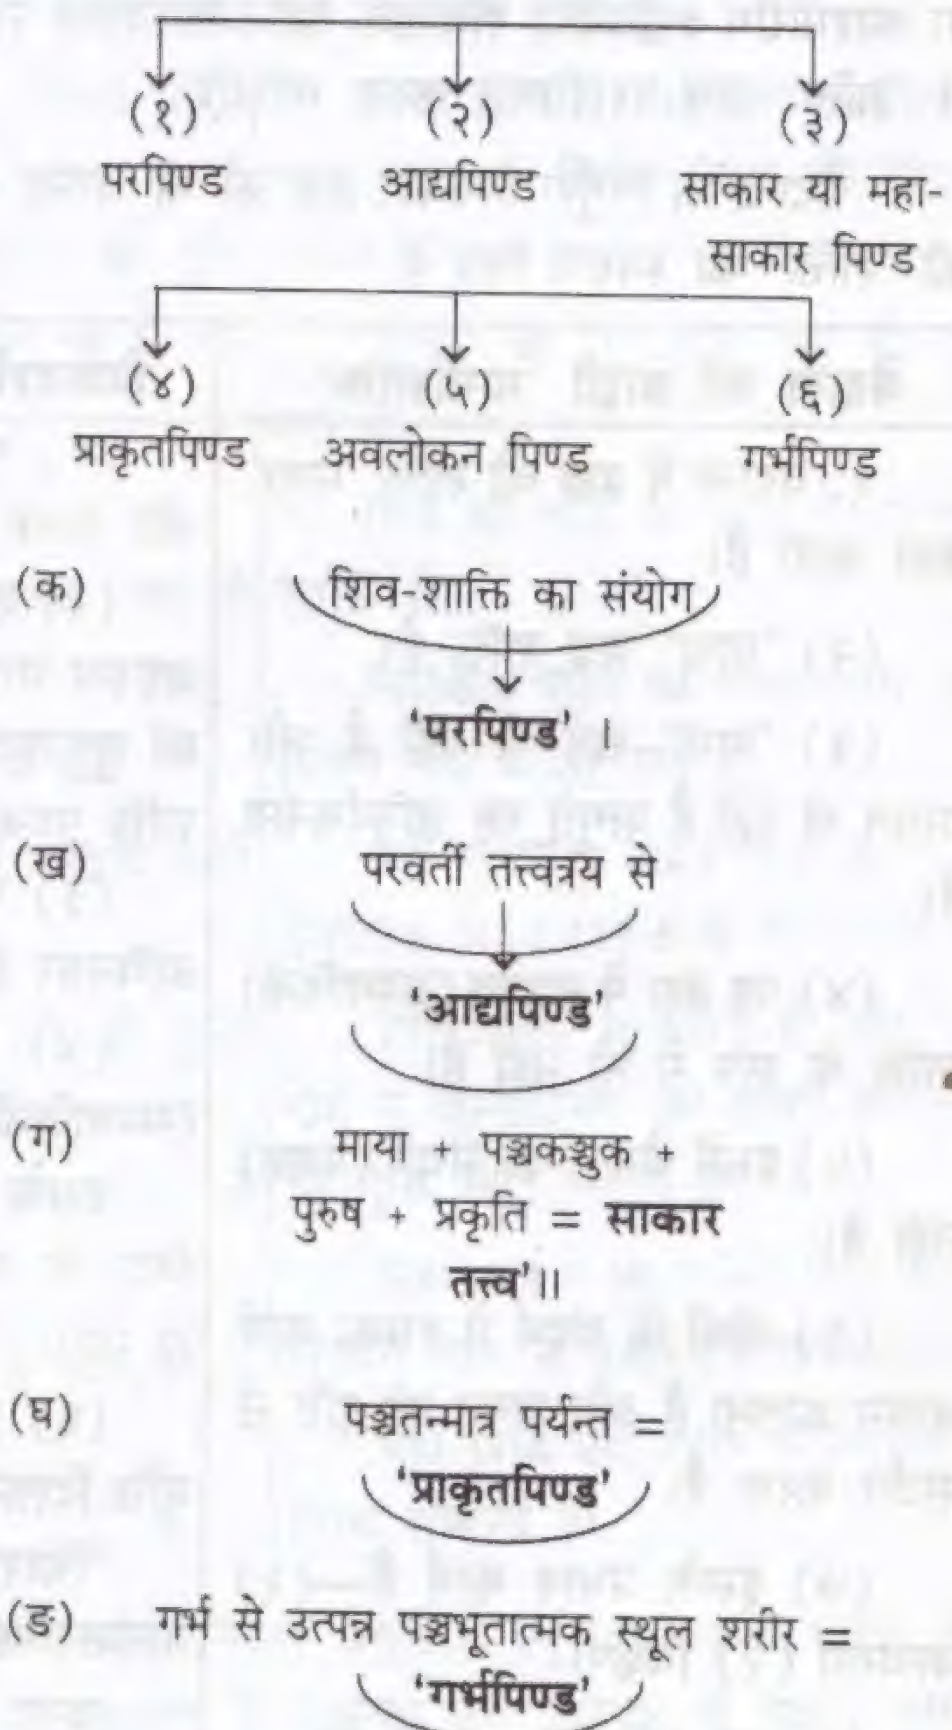 (१) (२) (३)
परपिण्ड आद्यपिण्ड साकार या महा-
साकार पिण्ड
(४) (५) (६)
प्राकृतपिण्ड अवलोकन पिण्ड गर्भपिण्ड
(क) शिव-शाक्ति का संयोग
'परपिण्ड' ।
(ख) परवर्ती तत्त्वत्रय से
'आद्यपिण्ड'
(ग) माया + पञ्चकञ्चुक +
पुरुष + प्रकृति = साकार
तत्त्व'।।
(घ) पञ्चतन्मात्र पर्यन्त =
'प्राकृतपिण्ड'
(ङ) गर्भ से उत्पन्न पञ्चभूतात्मक स्थूल शरीर =
'गर्भपिण्ड'